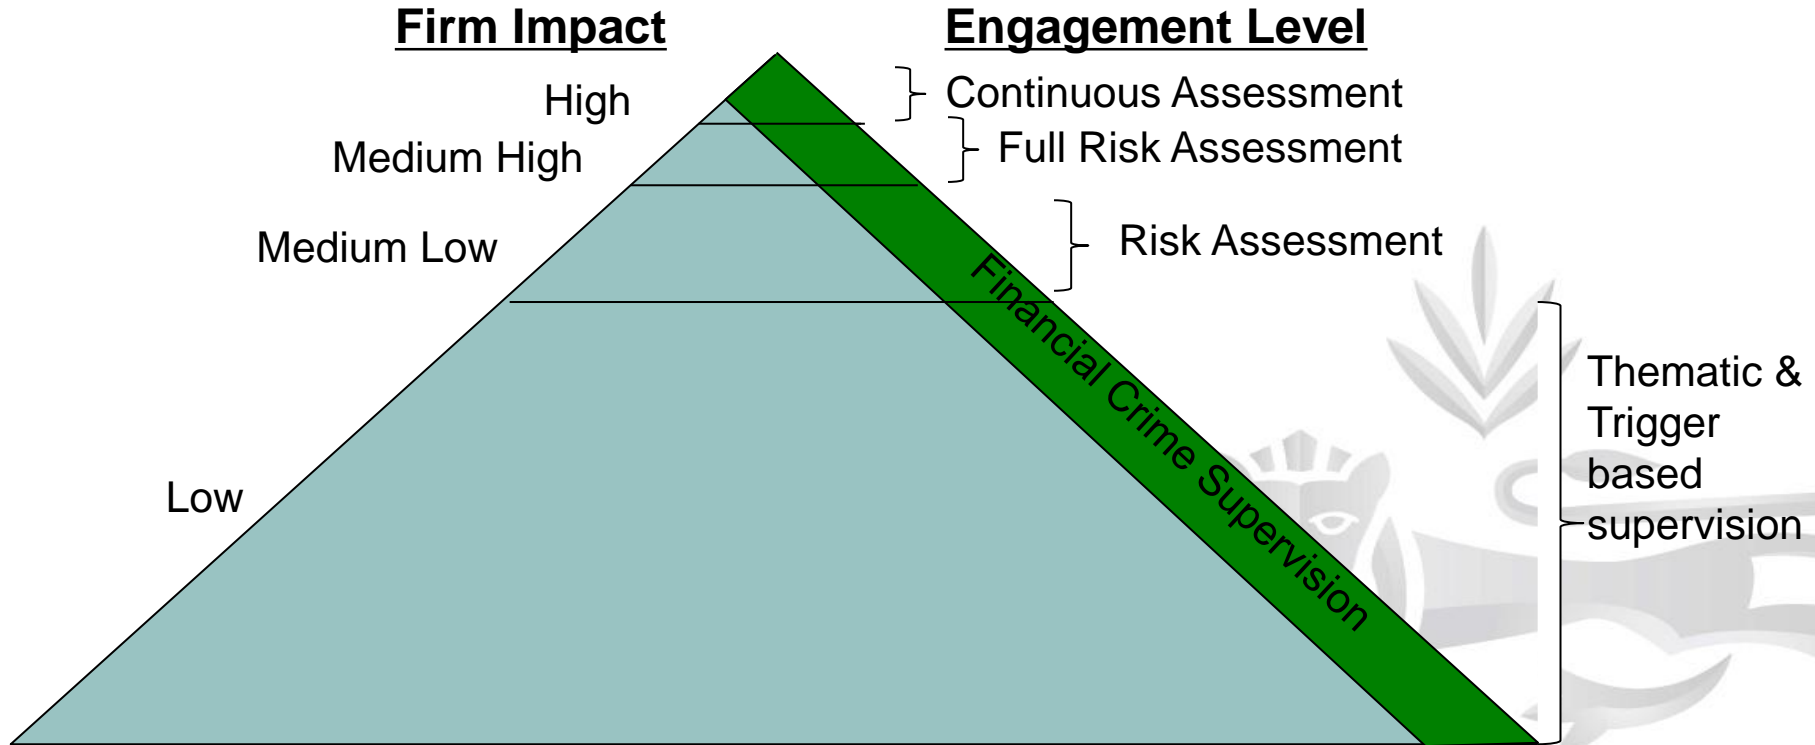 Firm Impact
Engagement Level
High
Continuous Assessment
Medium High
Full Risk Assessment
Medium Low
Risk Assessment
Financial Crime Supervision
Low
Thematic &
Trigger
based
supervision